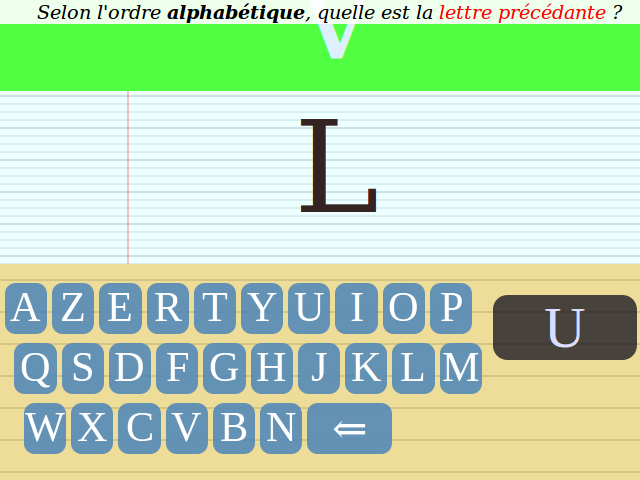 Selon l'ordre alphabétique, quelle est la lettre précédante ?
V
L
A Z E R T Y U I O P
U
Q S D F G H J K L M
W X C V B N ⇐